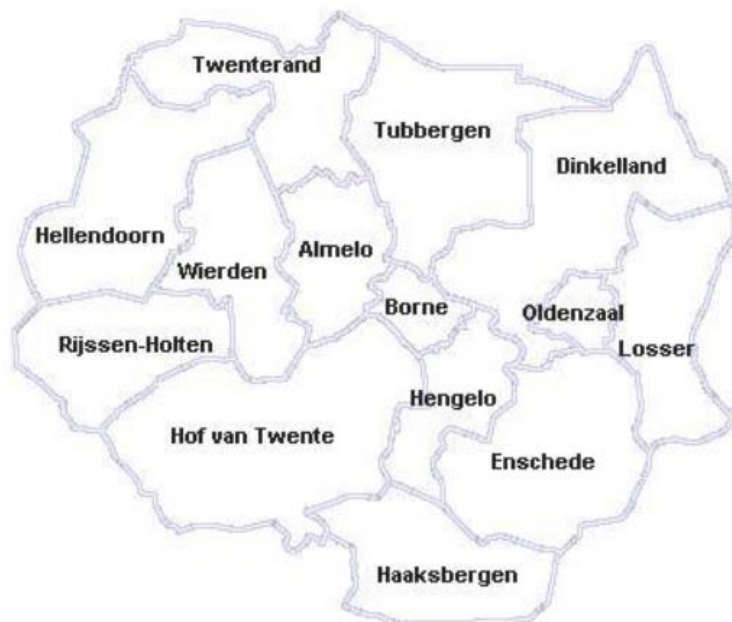 Twenterand
Tubbergen
Dinkelland
Hellendoorn
Almelo
Wierden
Borne
Oldenzaal
Rijssen-Holten
Losser
Hengelo
Hof van Twente
Enschede
Haaksbergen